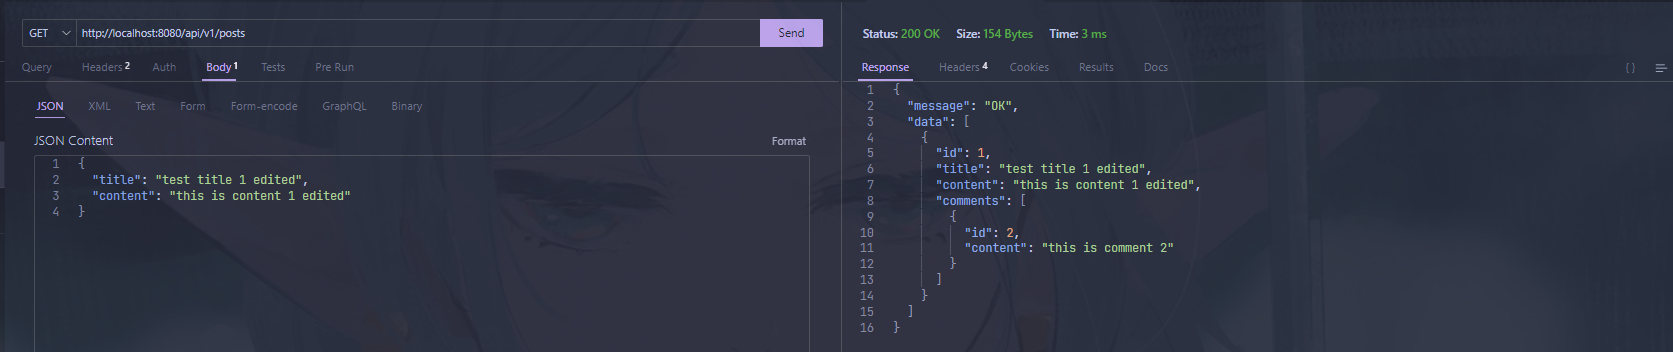 GET http://localhost:8080/api/v1/posts Send
Query Headers 2 Auth Body 1 Tests Pre Run
JSON XML Text Form Form-encode GraphQL Binary
JSON Content Format
1 {
2 "title": "test title 1 edited",
3 "content": "this is content 1 edited"
4 }
Status: 200 OK Size: 154 Bytes Time: 3 ms
Response Headers 4 Cookies Results Docs { }
1 {
2 "message": "OK",
3 "data": [
4 {
5 "id": 1,
6 "title": "test title 1 edited",
7 "content": "this is content 1 edited",
8 "comments": [
9 {
10 "id": 2,
11 "content": "this is comment 2"
12 }
13 ]
14 }
15 ]
16 }